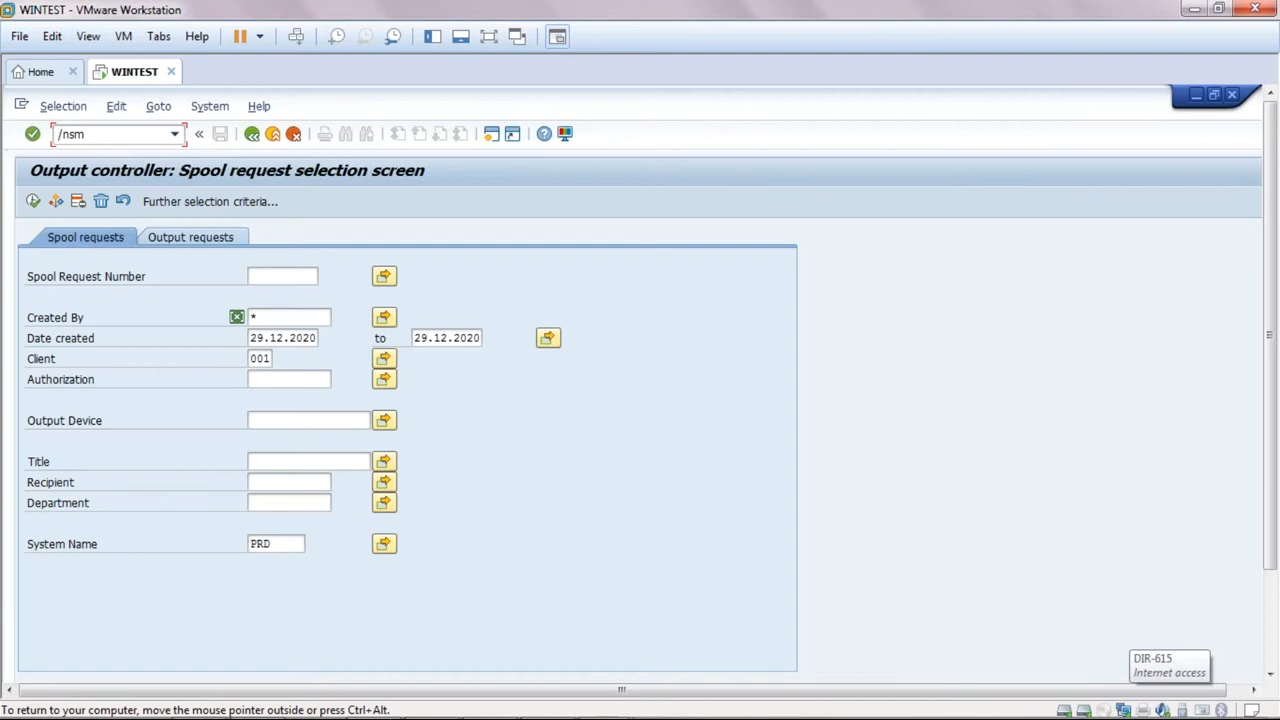 WINTEST - VMware Workstation
File Edit View VM Tabs Help
Home WINTEST
Selection Edit Goto System Help
/nsm
Output controller: Spool request selection screen
Further selection criteria...
Spool requests Output requests
Spool Request Number
Created By *
Date created 29.12.2020 to 29.12.2020
Client 001
Authorization
Output Device
Title
Recipient
Department
System Name PRD
DIR-615
Internet access
To return to your computer, move the mouse pointer outside or press Ctrl+Alt.